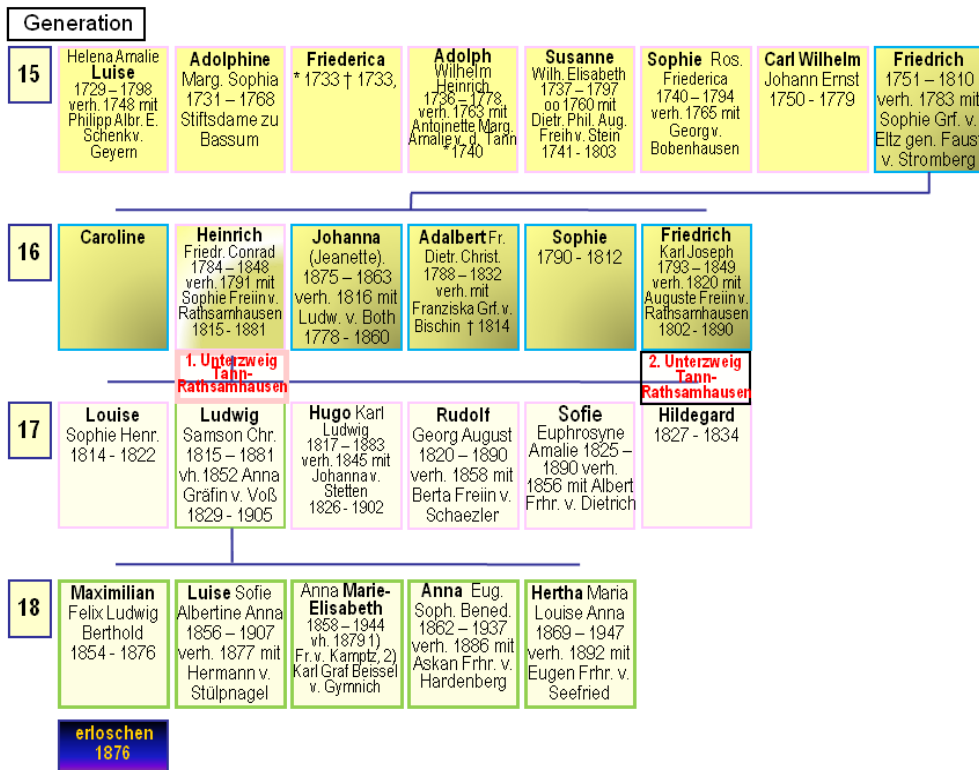 Generation
15
Helena Amalie
Luise
1729 – 1798
verh. 1748 mit
Philipp Albr. E.
Schenk v.
Geyern
Adolphine
Marg. Sophia
1731 – 1768
Stiftsdame zu
Bassum
Friederica
* 1733 † 1733,
Adolph
Wilhelm
Heinrich
1736 – 1778,
verh. 1763 mit
Antoinette Marg.
Amalie v. d. Tann
*1740
Susanne
Wilh. Elisabeth
1737 – 1797
oo 1760 mit
Dietr. Phil. Aug.
Freih v. Stein
1741 - 1803
Sophie Ros.
Friederica
1740 – 1794
verh. 1765 mit
Georg v.
Bobenhausen
Carl Wilhelm
Johann Ernst
1750 - 1779
Friedrich
1751 – 1810
verh. 1783 mit
Sophie Grf. v.
Eltz gen. Faust
v. Stromberg
16
Caroline
Heinrich
Friedr. Conrad
1784 – 1848
verh. 1791 mit
Sophie Freiin v.
Rathsamhausen
1815 - 1881
Johanna
(Jeanette).
1875 – 1863
verh. 1816 mit
Ludw. v. Both
1778 - 1860
Adalbert Fr.
Dietr. Christ.
1788 – 1832
verh. mit
Franziska Grf. v.
Bischin † 1814
Sophie
1790 - 1812
Friedrich
Karl Joseph
1793 – 1849
verh. 1820 mit
Auguste Freiin v.
Rathsamhausen
1802 - 1890
1. Unterzweig
Tann-
Rathsamhausen
2. Unterzweig
Tann-
Rathsamhausen
17
Louise
Sophie Henr.
1814 - 1822
Ludwig
Samson Chr.
1815 – 1881
vh. 1852 Anna
Gräfin v. Voß
1829 - 1905
Hugo Karl
Ludwig
1817 – 1883
verh. 1845 mit
Johanna v.
Stetten
1826 - 1902
Rudolf
Georg August
1820 – 1890
verh. 1858 mit
Berta Freiin v.
Schaezler
Sofie
Euphrosyne
Amalie 1825 –
1890 verh.
1856 mit Albert
Frhr. v. Dietrich
Hildegard
1827 - 1834
18
Maximilian
Felix Ludwig
Berthold
1854 - 1876
Luise Sofie
Albertine Anna
1856 – 1907
verh. 1877 mit
Hermann v.
Stülpnagel
Anna Marie-
Elisabeth
1858 – 1944
vh. 1879 1)
Fr. v. Kamptz, 2)
Karl Graf Beissel
v. Gymnich
Anna Eug.
Soph. Bened.
1862 – 1937
verh. 1886 mit
Askan Frhr. v.
Hardenberg
Hertha Maria
Louise Anna
1869 – 1947
verh. 1892 mit
Eugen Frhr. v.
Seefried
erloschen
1876